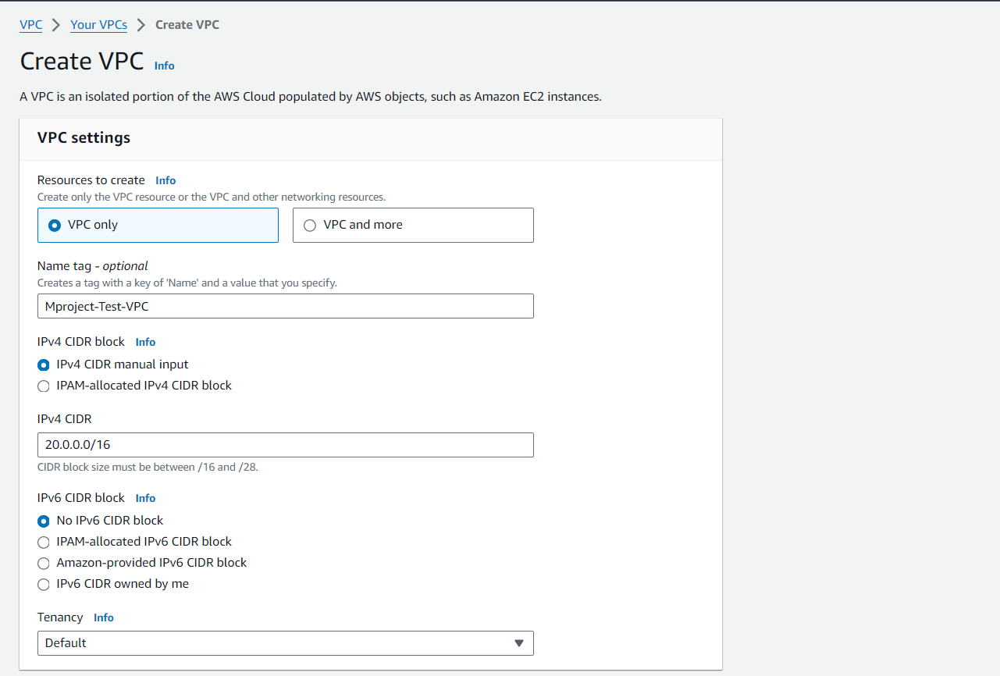 VPC > Your VPCs > Create VPC
Create VPC Info
A VPC is an isolated portion of the AWS Cloud populated by AWS objects, such as Amazon EC2 instances.
VPC settings
Resources to create Info
Create only the VPC resource or the VPC and other networking resources.
VPC only VPC and more
Name tag - optional
Creates a tag with a key of 'Name' and a value that you specify.
Mproject-Test-VPC
IPv4 CIDR block Info
IPv4 CIDR manual input
IPAM-allocated IPv4 CIDR block
IPv4 CIDR
20.0.0.0/16
CIDR block size must be between /16 and /28.
IPv6 CIDR block Info
No IPv6 CIDR block
IPAM-allocated IPv6 CIDR block
Amazon-provided IPv6 CIDR block
IPv6 CIDR owned by me
Tenancy Info
Default